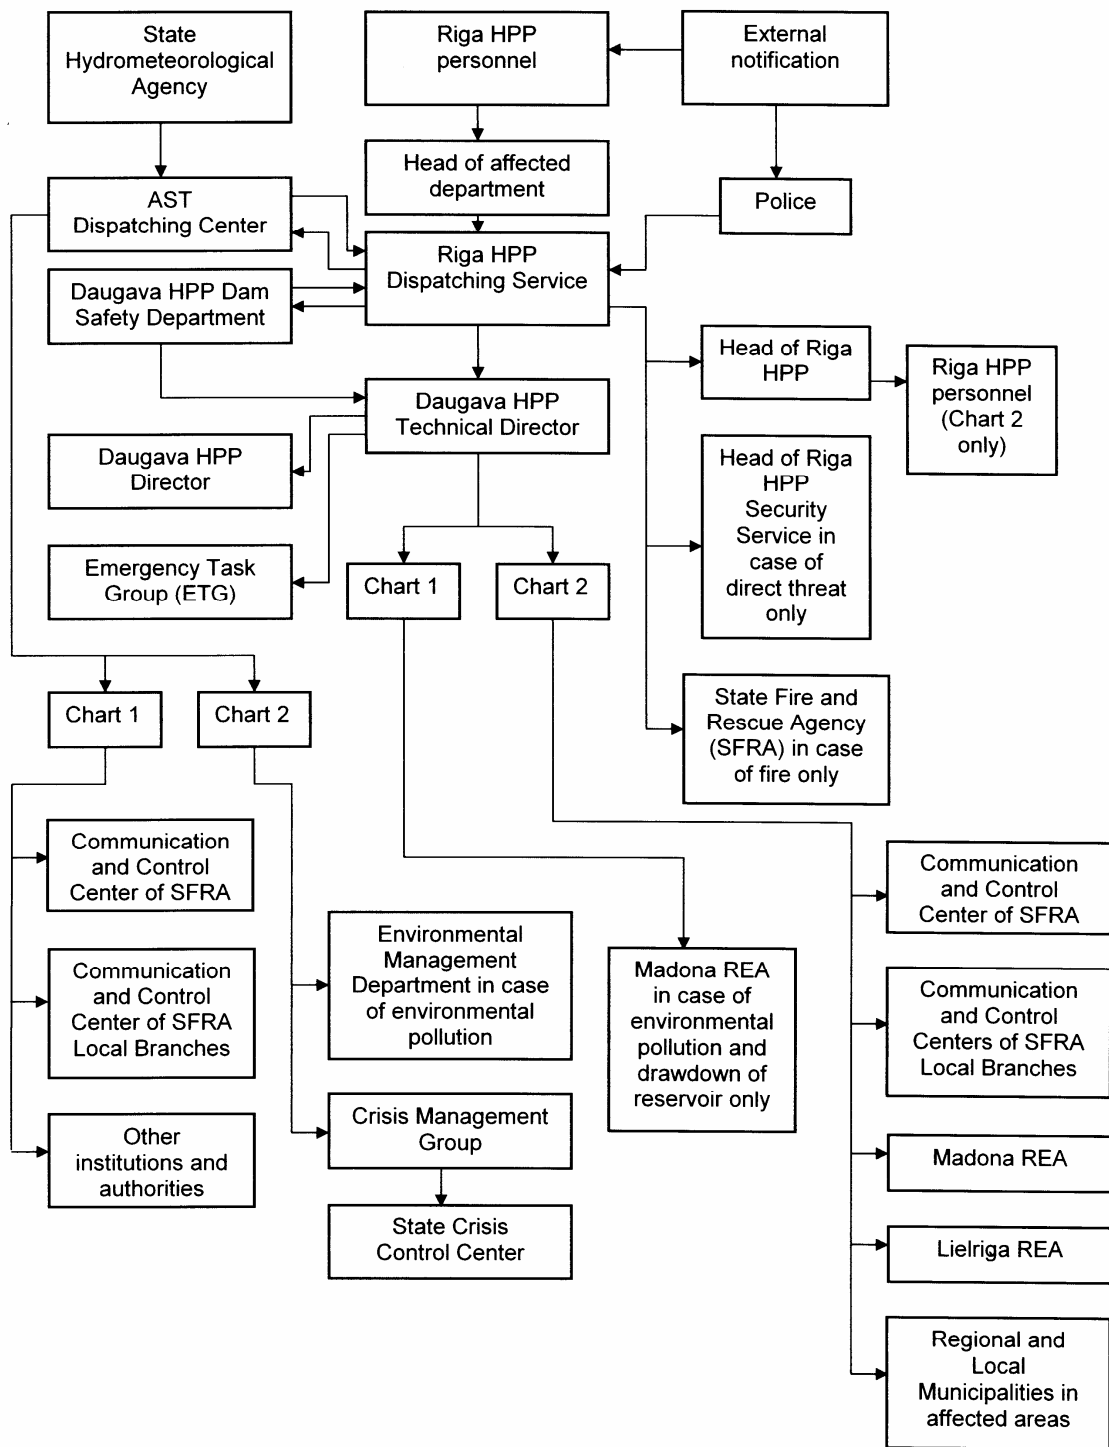 State
Hydrometeorological
Agency
Riga HPP
personnel
External
notification
Head of affected
department
AST
Dispatching Center
Police
Riga HPP
Dispatching Service
Daugava HPP Dam
Safety Department
Head of Riga
HPP
Riga HPP
personnel
(Chart 2
only)
Daugava HPP
Technical Director
Daugava HPP
Director
Head of Riga
HPP
Security
Service in
case of
direct threat
only
Emergency Task
Group (ETG)
Chart 1
Chart 2
Chart 1
Chart 2
State Fire and
Rescue Agency
(SFRA) in case
of fire only
Communication
and Control
Center of SFRA
Communication
and Control
Center of SFRA
Local Branches
Other
institutions and
authorities
Environmental
Management
Department in case
of environmental
pollution
Crisis Management
Group
State Crisis
Control Center
Madona REA
in case of
environmental
pollution and
drawdown of
reservoir only
Communication
and Control
Center of SFRA
Communication
and Control
Centers of SFRA
Local Branches
Madona REA
Lielriga REA
Regional and
Local
Municipalities in
affected areas